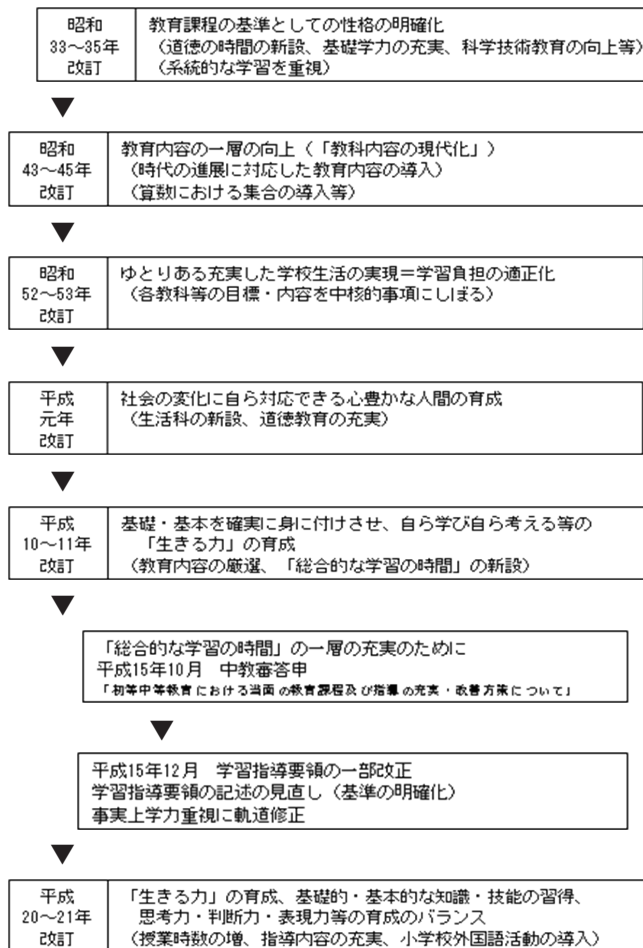 昭和
33～35年
改訂
教育課程の基準としての性格の明確化
（道徳の時間の新設、基礎学力の充実、科学技術教育の向上等）
（系統的な学習を重視）
昭和
43～45年
改訂
教育内容の一層の向上（「教科内容の現代化」）
（時代の進展に対応した教育内容の導入）
（算数における集合の導入等）
昭和
52～53年
改訂
ゆとりある充実した学校生活の実現＝学習負担の適正化
（各教科等の目標・内容を中核的事項にしぼる）
平成
元年
改訂
社会の変化に自ら対応できる心豊かな人間の育成
（生活科の新設、道徳教育の充実）
平成
10～11年
改訂
基礎・基本を確実に身に付けさせ、自ら学び自ら考える等の
「生きる力」の育成
（教育内容の厳選、「総合的な学習の時間」の新設）
「総合的な学習の時間」の一層の充実のために
平成15年10月　中教審答申
「初等中等教育における当面の教育課程及び指導の充実・改善方策について」
平成15年12月　学習指導要領の一部改正
学習指導要領の記述の見直し（基準の明確化）
事実上学力重視に軌道修正
平成
20～21年
改訂
「生きる力」の育成、基礎的・基本的な知識・技能の習得、
思考力・判断力・表現力等の育成のバランス
（授業時数の増、指導内容の充実、小学校外国語活動の導入）